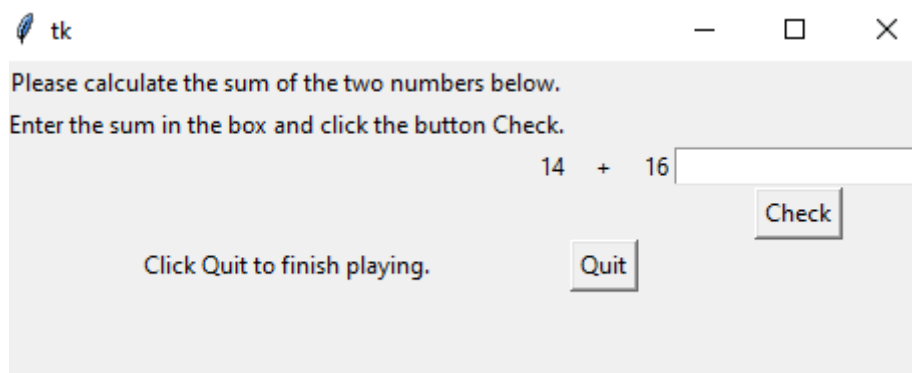 tk
Please calculate the sum of the two numbers below.
Enter the sum in the box and click the button Check.
14 + 16
Check
Click Quit to finish playing. Quit